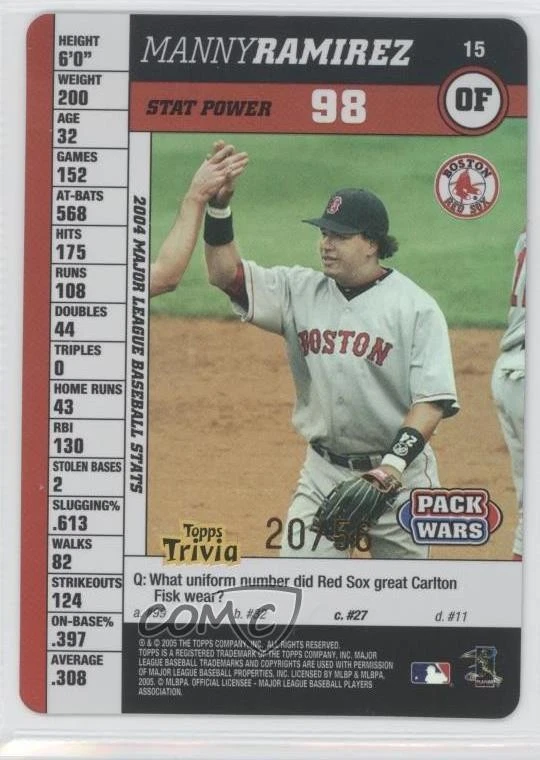 HEIGHT
6'0"
WEIGHT
200
AGE
32
GAMES
152
AT-BATS
568
HITS
175
RUNS
108
DOUBLES
44
TRIPLES
0
HOME RUNS
43
RBI
130
STOLEN BASES
2
SLUGGING%
.613
WALKS
82
STRIKEOUTS
124
ON-BASE%
.397
AVERAGE
.308
2004 MAJOR LEAGUE BASEBALL STATS
MANNY RAMIREZ
15
STAT POWER 98
OF
BOSTON
RED SOX
B
BOSTON
24
PACK
WARS
Topps
Trivia
20/56
Q: What uniform number did Red Sox great Carlton
Fisk wear?
a. #99 b. #32 c. #27 d. #11
COMC
® & © 2005 THE TOPPS COMPANY, INC. ALL RIGHTS RESERVED.
TOPPS IS A REGISTERED TRADEMARK OF THE TOPPS COMPANY, INC. MAJOR
LEAGUE BASEBALL TRADEMARKS AND COPYRIGHTS ARE USED WITH PERMISSION
OF MAJOR LEAGUE BASEBALL PROPERTIES, INC. LICENSED BY MLBP & MLBPA,
2005. © MLBPA. OFFICIAL LICENSEE - MAJOR LEAGUE BASEBALL PLAYERS
ASSOCIATION.